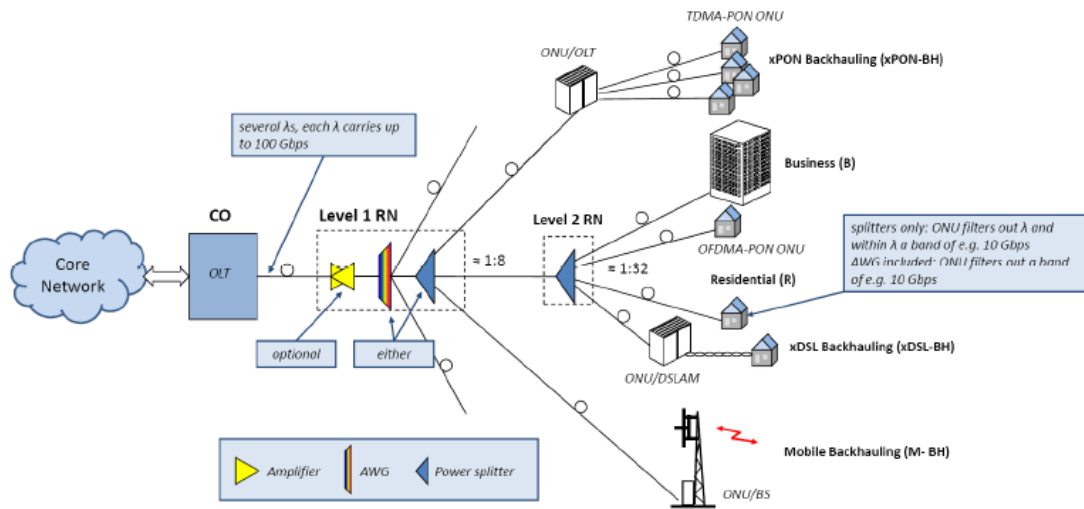 TDMA-PON ONU
ONU/OLT
xPON Backhauling (xPON-BH)
several λs, each λ carries up
to 100 Gbps
Business (B)
CO
Level 1 RN
Level 2 RN
OFDMA-PON ONU
splitters only: ONU filters out λ and
within λ a band of e.g. 10 Gbps
AWG included: ONU filters out a band
of e.g. 10 Gbps
Core
Network
OLT
≈ 1:8
≈ 1:32
Residential (R)
optional
either
xDSL Backhauling (xDSL-BH)
ONU/DSLAM
Mobile Backhauling (M- BH)
Amplifier
AWG
Power splitter
ONU/BS